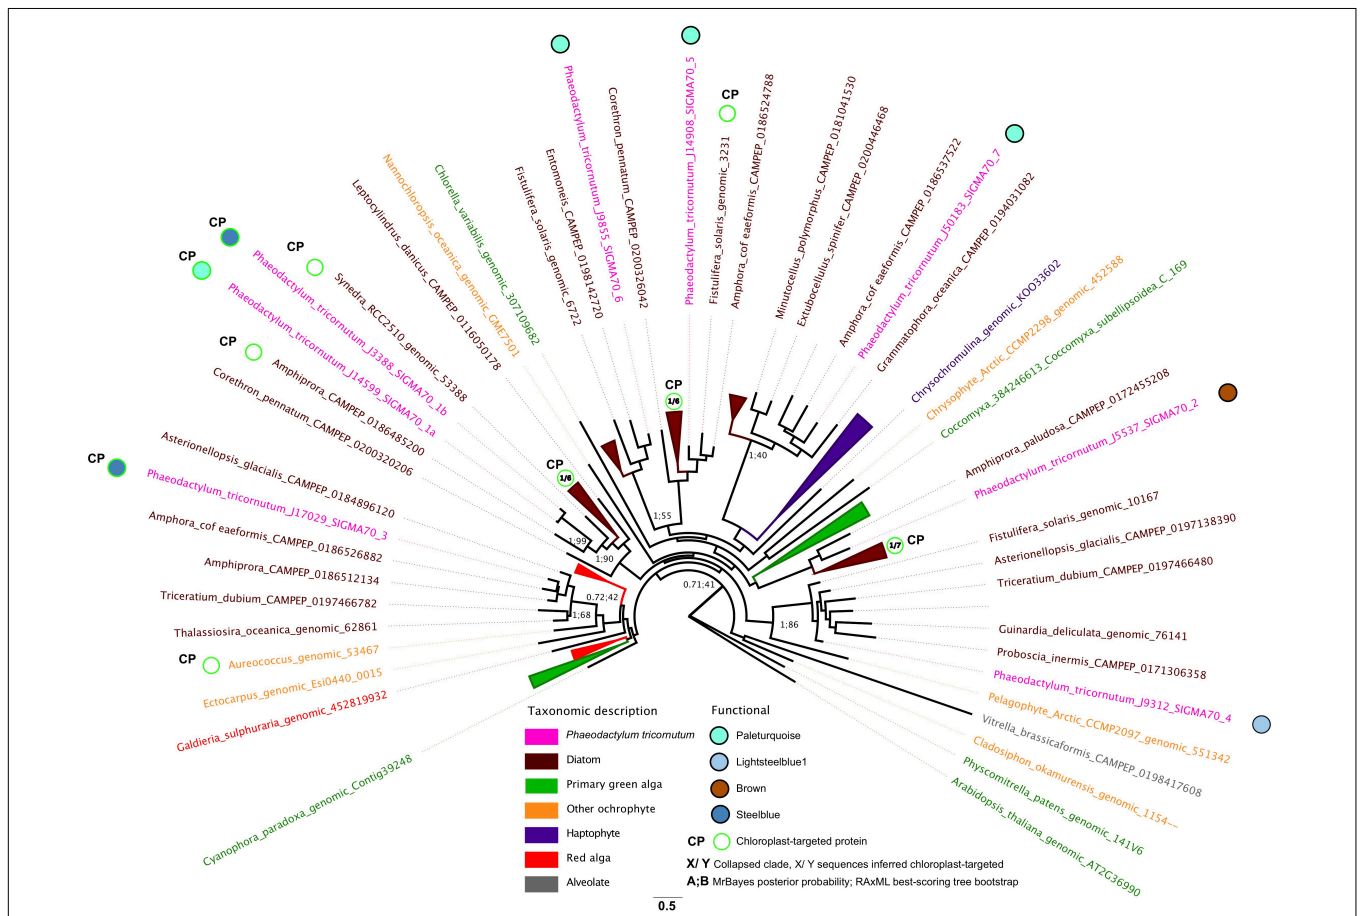 CP
Phaeodactylum_tricornutum_J14908_SIGMA70_5
Phaeodactylum_tricornutum_J9855_SIGMA70_6
Corethron_pennatum_CAMPEP_0200326042
Entomoneis_CAMPEP_0198142720
Fistulifera_solaris_genomic_6722
Chlorella_variabilis_genomic_307109682
Nannochloropsis_oceanica_genomic_GME7501
Leptocylindrus_danicus_CAMPEP_0116050178
Synedra_RCC2510_genomic_53388
CP
CP
Phaeodactylum_tricornutum_J3388_SIGMA70_1b
CP
Phaeodactylum_tricornutum_J14599_SIGMA70_1a
CP
Amphiprora_CAMPEP_0186485200
Corethron_pennatum_CAMPEP_0200320206
Asterionellopsis_glacialis_CAMPEP_0184896120
CP
Phaeodactylum_tricornutum_J17029_SIGMA70_3
Amphora_cof eaeformis_CAMPEP_0186526882
Amphiprora_CAMPEP_0186512134
Triceratium_dubium_CAMPEP_0197466782
Thalassiosira_oceanica_genomic_62861
CP
Aureococcus_genomic_53467
Ectocarpus_genomic_Esi0440_0015
Galdieria_sulphuraria_genomic_452819932
Cyanophora_paradoxa_genomic_Contig39248
Fistulifera_solaris_genomic_3231
Amphora_cof eaeformis_CAMPEP_0186524788
Minutocellus_polymorphus_CAMPEP_0181041530
Extubocellulus_spinifer_CAMPEP_0200446468
Amphora_cof eaeformis_CAMPEP_0186537522
Phaeodactylum_tricornutum_J50183_SIGMA70_7
Grammatophora_oceanica_CAMPEP_0194031082
Chrysochromulina_genomic_KOO33602
Chrysophyte_Arctic_CCMP2298_genomic_452588
Coccomyxa_384246613_Coccomyxa_subellipsoidea_C_169
Amphiprora_paludosa_CAMPEP_0172455208
Phaeodactylum_tricornutum_J5537_SIGMA70_2
Fistulifera_solaris_genomic_10167
Asterionellopsis_glacialis_CAMPEP_0197138390
Triceratium_dubium_CAMPEP_0197466480
Guinardia_deliculata_genomic_76141
Proboscia_inermis_CAMPEP_0171306358
Phaeodactylum_tricornutum_J9312_SIGMA70_4
Pelagophyte_Arctic_CCMP2097_genomic_551342
Vitrella_brassicaformis_CAMPEP_0198417608
Cladosiphon_okamurensis_genomic_1154--
Physcomitrella_patens_genomic_141V6
Arabidopsis_thaliana_genomic_AT2G36990
CP
1/6
CP
1/6
1/7 CP
1;40
1;55
1;99
1;90
0.71;41
0.72;42
1;68
1;86
Taxonomic description
Phaeodactylum tricornutum
Diatom
Primary green alga
Other ochrophyte
Haptophyte
Red alga
Alveolate
Functional
Paleturquoise
Lightsteelblue1
Brown
Steelblue
CP Chloroplast-targeted protein
X/ Y Collapsed clade, X/ Y sequences inferred chloroplast-targeted
A;B MrBayes posterior probability; RAxML best-scoring tree bootstrap
0.5